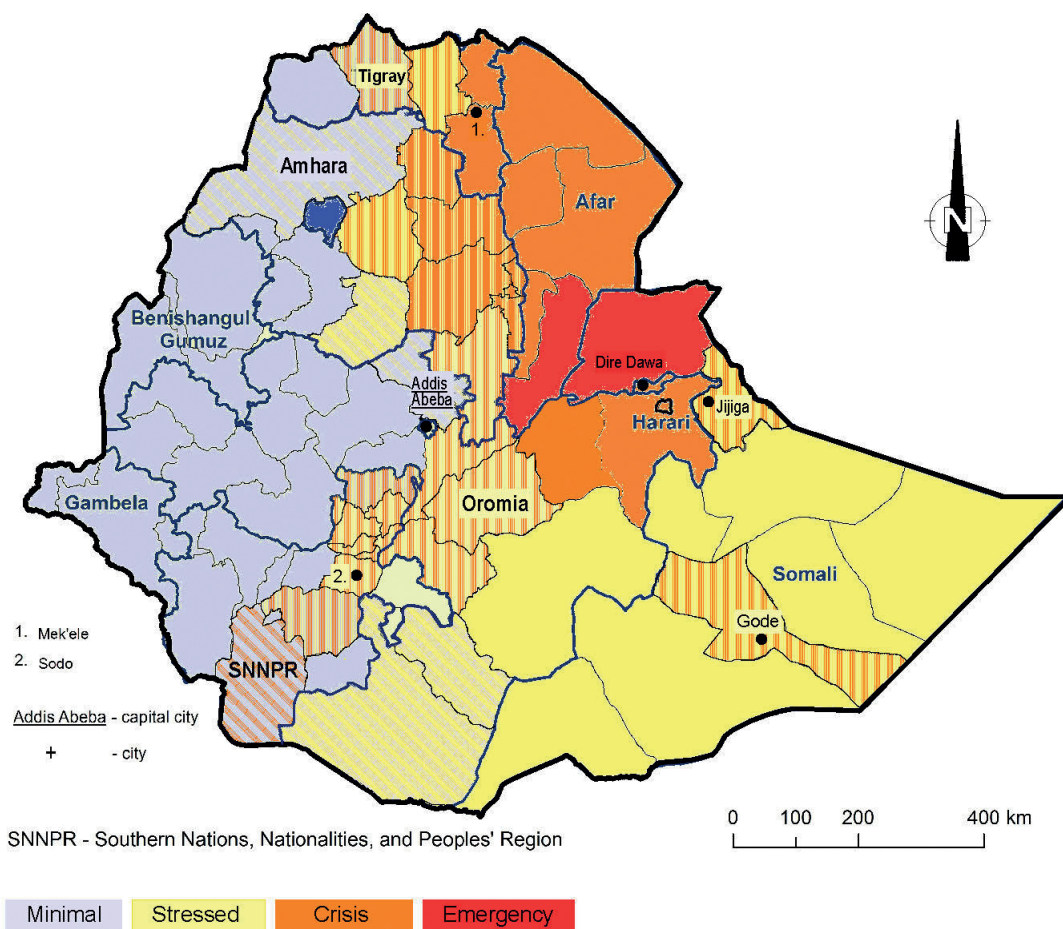 Tigray
1.
Amhara
Afar
N
Benishangul
Gumuz
Dire Dawa
Addis
Abeba
Jijiga
Harari
Gambela
Oromia
2.
Somali
Gode
1. Mek'ele
2. Sodo
SNNPR
Addis Abeba - capital city
+ - city
0 100 200 400 km
SNNPR - Southern Nations, Nationalities, and Peoples' Region
Minimal Stressed Crisis Emergency